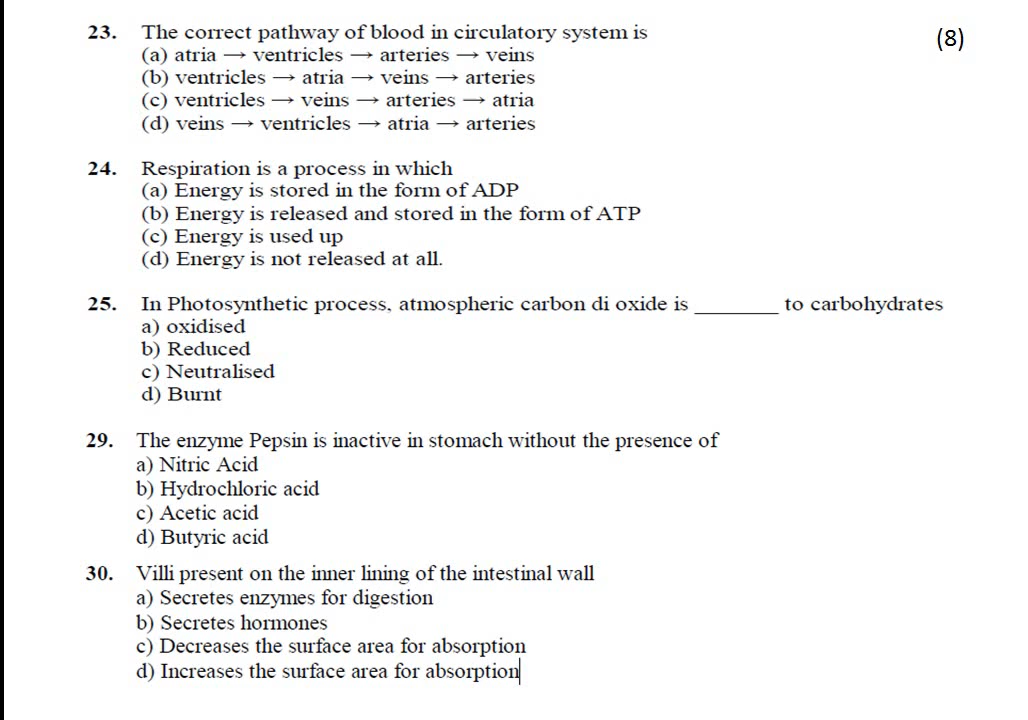 23. The correct pathway of blood in circulatory system is (8)
(a) atria → ventricles → arteries → veins
(b) ventricles → atria → veins → arteries
(c) ventricles → veins → arteries → atria
(d) veins → ventricles → atria → arteries
24. Respiration is a process in which
(a) Energy is stored in the form of ADP
(b) Energy is released and stored in the form of ATP
(c) Energy is used up
(d) Energy is not released at all.
25. In Photosynthetic process, atmospheric carbon di oxide is ________ to carbohydrates
a) oxidised
b) Reduced
c) Neutralised
d) Burnt
29. The enzyme Pepsin is inactive in stomach without the presence of
a) Nitric Acid
b) Hydrochloric acid
c) Acetic acid
d) Butyric acid
30. Villi present on the inner lining of the intestinal wall
a) Secretes enzymes for digestion
b) Secretes hormones
c) Decreases the surface area for absorption
d) Increases the surface area for absorption